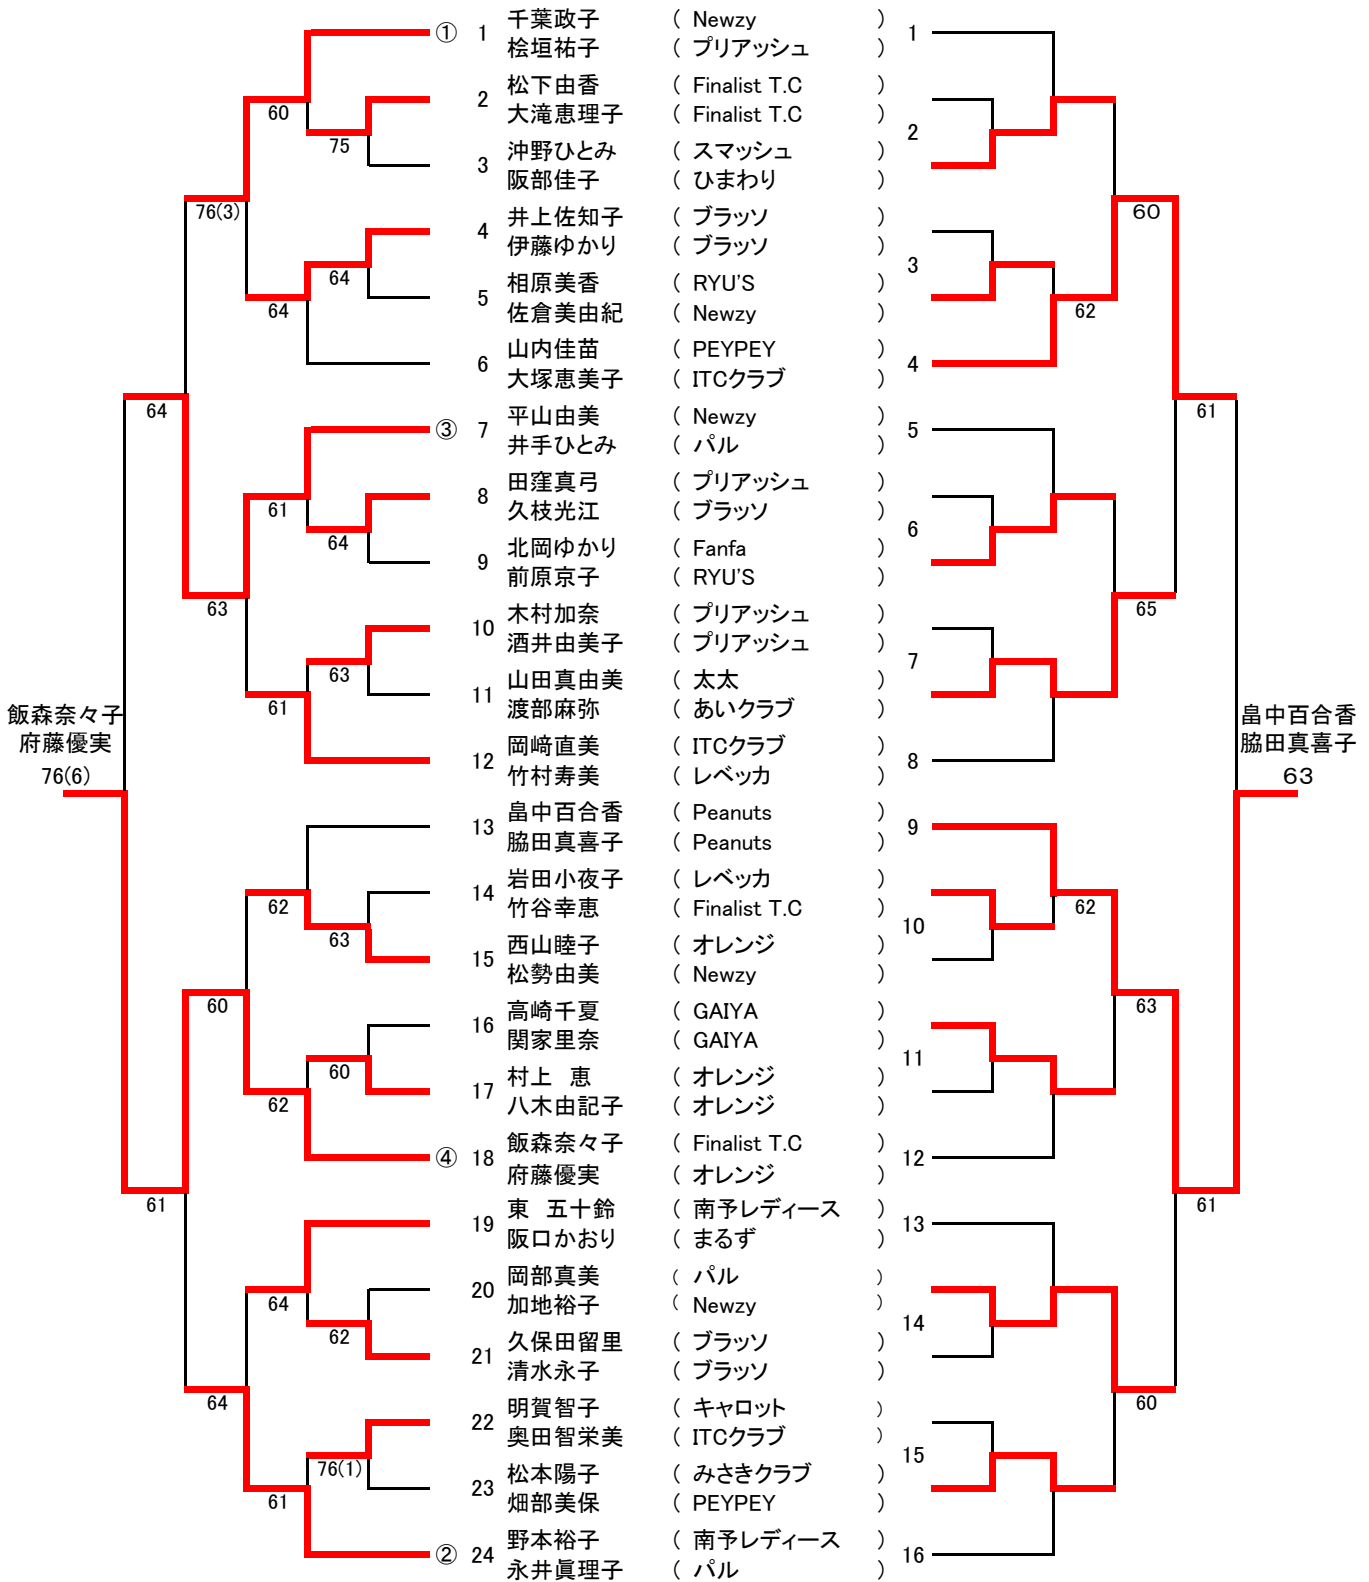 ① 1 千葉政子 ( Newzy ) 1
桧垣祐子 ( プリアッシュ )
2 松下由香 ( Finalist T.C )
60
大滝恵理子 ( Finalist T.C ) 2
75
3 沖野ひとみ ( スマッシュ )
阪部佳子 ( ひまわり )
76(3) 60
4 井上佐知子 ( ブラッソ )
伊藤ゆかり ( ブラッソ ) 3
64
5 相原美香 ( RYU'S )
64 62
佐倉美由紀 ( Newzy )
6 山内佳苗 ( PEYPEY ) 4
大塚恵美子 ( ITCクラブ )
64 61
③ 7 平山由美 ( Newzy ) 5
井手ひとみ ( パル )
8 田窪真弓 ( プリアッシュ )
61
久枝光江 ( ブラッソ ) 6
64
9 北岡ゆかり ( Fanfa )
前原京子 ( RYU'S )
63 65
10 木村加奈 ( プリアッシュ )
酒井由美子 ( プリアッシュ ) 7
63
11 山田真由美 ( 太太 )
61
渡部麻弥 ( あいクラブ )
飯森奈々子 畠中百合香
府藤優実 脇田真喜子
76(6) 63
12 岡﨑直美 ( ITCクラブ ) 8
竹村寿美 ( レベッカ )
13 畠中百合香 ( Peanuts ) 9
脇田真喜子 ( Peanuts )
14 岩田小夜子 ( レベッカ )
62 62
竹谷幸恵 ( Finalist T.C ) 10
63
15 西山睦子 ( オレンジ )
松勢由美 ( Newzy )
60 63
16 高崎千夏 ( GAIYA )
関家里奈 ( GAIYA ) 11
60
17 村上 恵 ( オレンジ )
62
八木由記子 ( オレンジ )
④ 18 飯森奈々子 ( Finalist T.C ) 12
府藤優実 ( オレンジ )
61 61
19 東 五十鈴 ( 南予レディース ) 13
阪口かおり ( まるず )
20 岡部真美 ( パル )
64
加地裕子 ( Newzy ) 14
62
21 久保田留里 ( ブラッソ )
清水永子 ( ブラッソ )
64 60
22 明賀智子 ( キャロット )
奥田智栄美 ( ITCクラブ ) 15
76(1)
23 松本陽子 ( みさきクラブ )
61
畑部美保 ( PEYPEY )
② 24 野本裕子 ( 南予レディース ) 16
永井眞理子 ( パル )